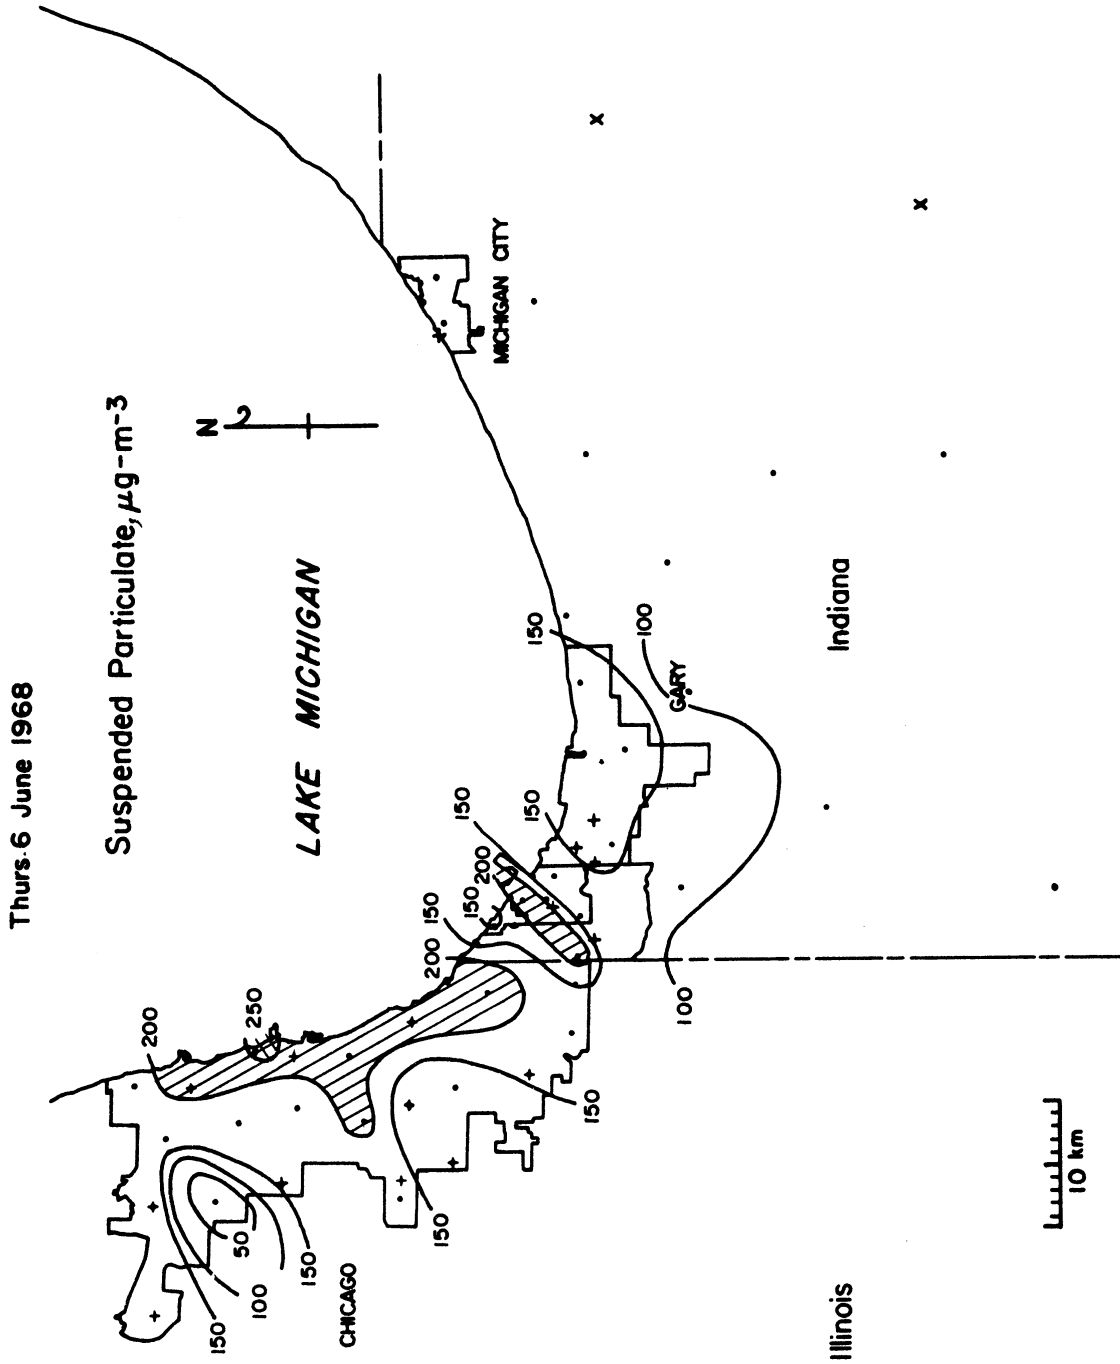 Thurs. 6 June 1968
Suspended Particulate, μg-m⁻³
N
LAKE MICHIGAN
MICHIGAN CITY
200
250
200
150
150
200
150
150
150
100
GARY
50
100
150
150
150
150
100
CHICAGO
Illinois
Indiana
10 km